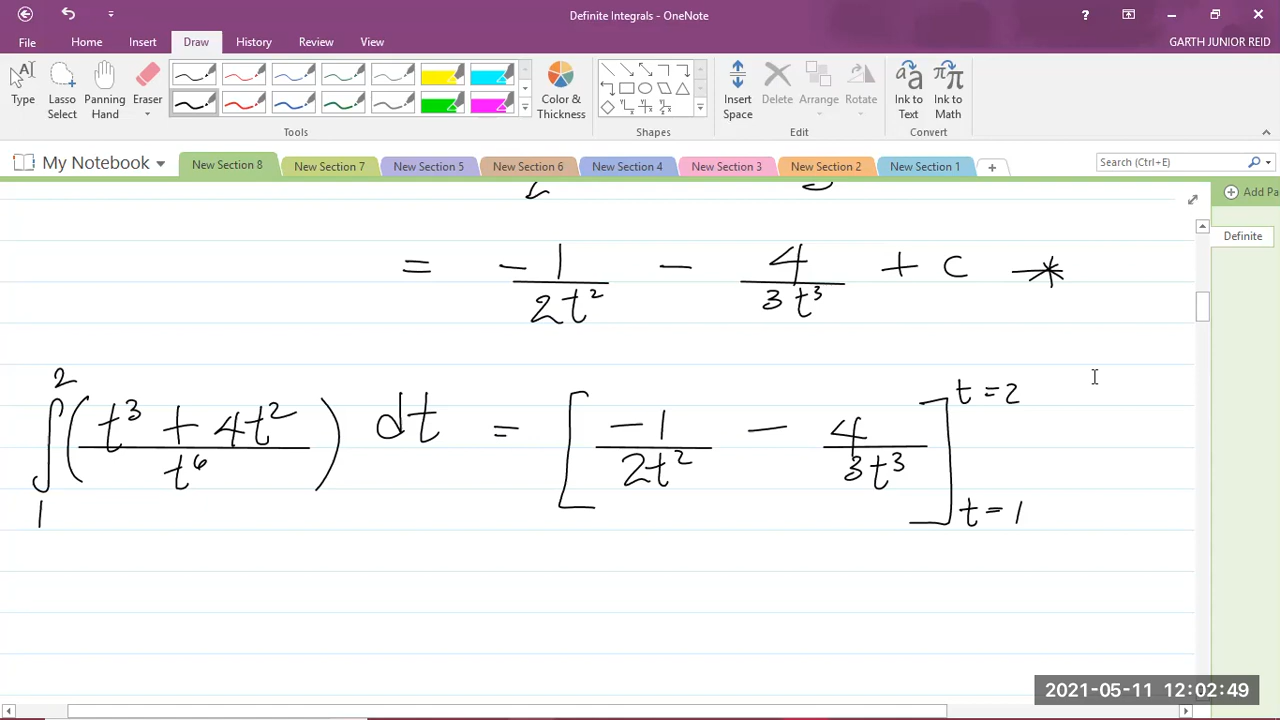 Definite Integrals - OneNote
File Home Insert Draw History Review View GARTH JUNIOR REID
Type Lasso Select Panning Hand Eraser Color & Thickness Insert Space Delete Arrange Rotate Ink to Text Ink to Math
Tools Shapes Edit Convert
My Notebook New Section 8 New Section 7 New Section 5 New Section 6 New Section 4 New Section 3 New Section 2 New Section 1 Search (Ctrl+E)
Add Pa
Definite
= -1/2t² - 4/3t³ + c *
∫₁² (t³ + 4t² / t⁶) dt = [-1/2t² - 4/3t³] t=2 t=1
2021-05-11 12:02:49